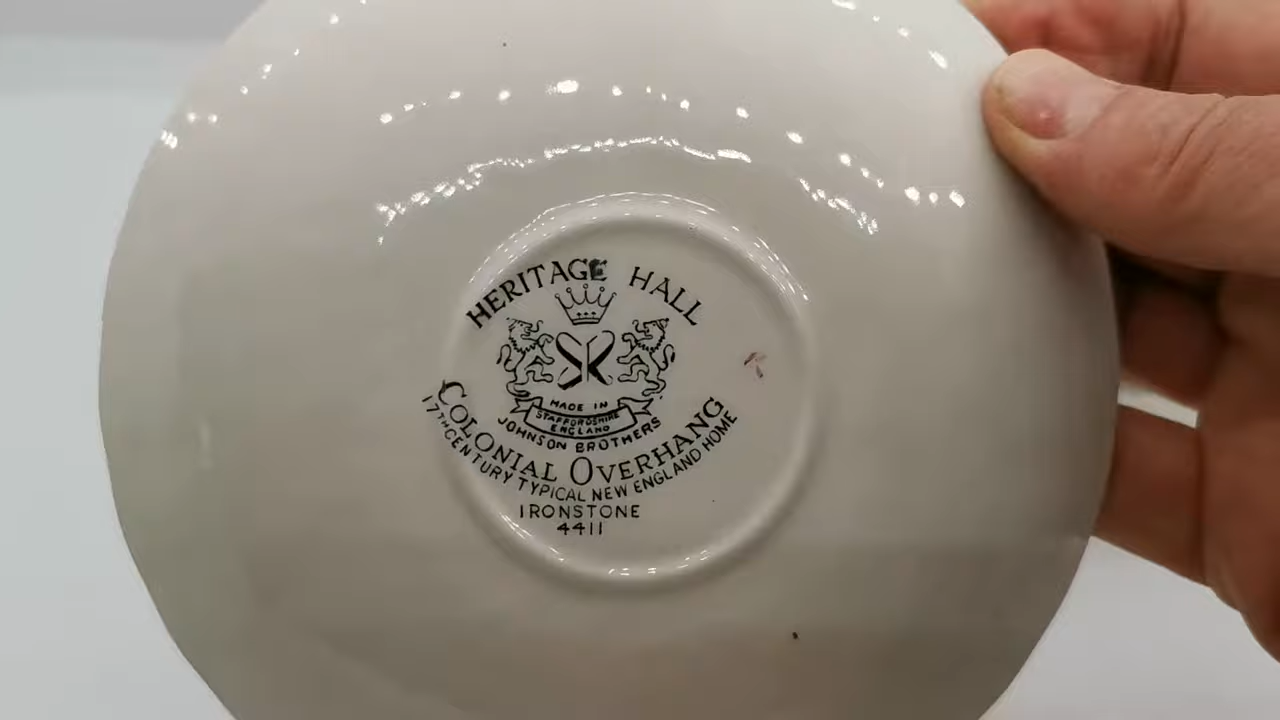 HERITAGE HALL
MADE IN
STAFFORDSHIRE
ENGLAND
JOHNSON BROTHERS
COLONIAL OVERHANG
17TH CENTURY TYPICAL NEW ENGLAND HOME
IRONSTONE
4411